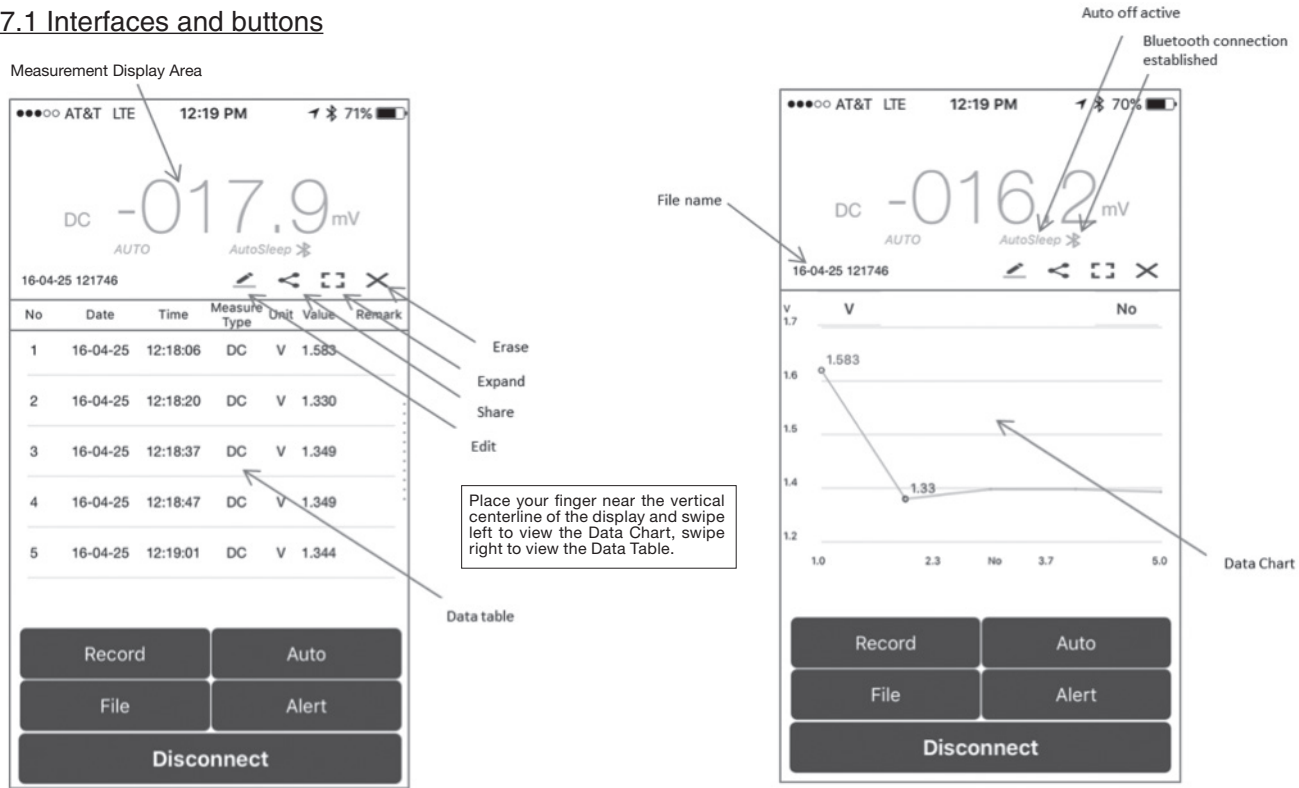 7.1 Interfaces and buttons
Measurement Display Area
AT&T LTE 12:19 PM 71%
DC -017.9 mV
AUTO AutoSleep
16-04-25 121746
No Date Time Measure Type Unit Value Remark
1 16-04-25 12:18:06 DC V 1.583
2 16-04-25 12:18:20 DC V 1.330
3 16-04-25 12:18:37 DC V 1.349
4 16-04-25 12:18:47 DC V 1.349
5 16-04-25 12:19:01 DC V 1.344
Record Auto
File Alert
Disconnect
Erase
Expand
Share
Edit
Place your finger near the vertical
centerline of the display and swipe
left to view the Data Chart, swipe
right to view the Data Table.
Data table
Auto off active
Bluetooth connection
established
File name
AT&T LTE 12:19 PM 70%
DC -016.2 mV
AUTO AutoSleep
16-04-25 121746
V V No
1.7
1.583
1.6
1.5
1.4 1.33
1.2
1.0 2.3 No 3.7 5.0
Data Chart
Record Auto
File Alert
Disconnect